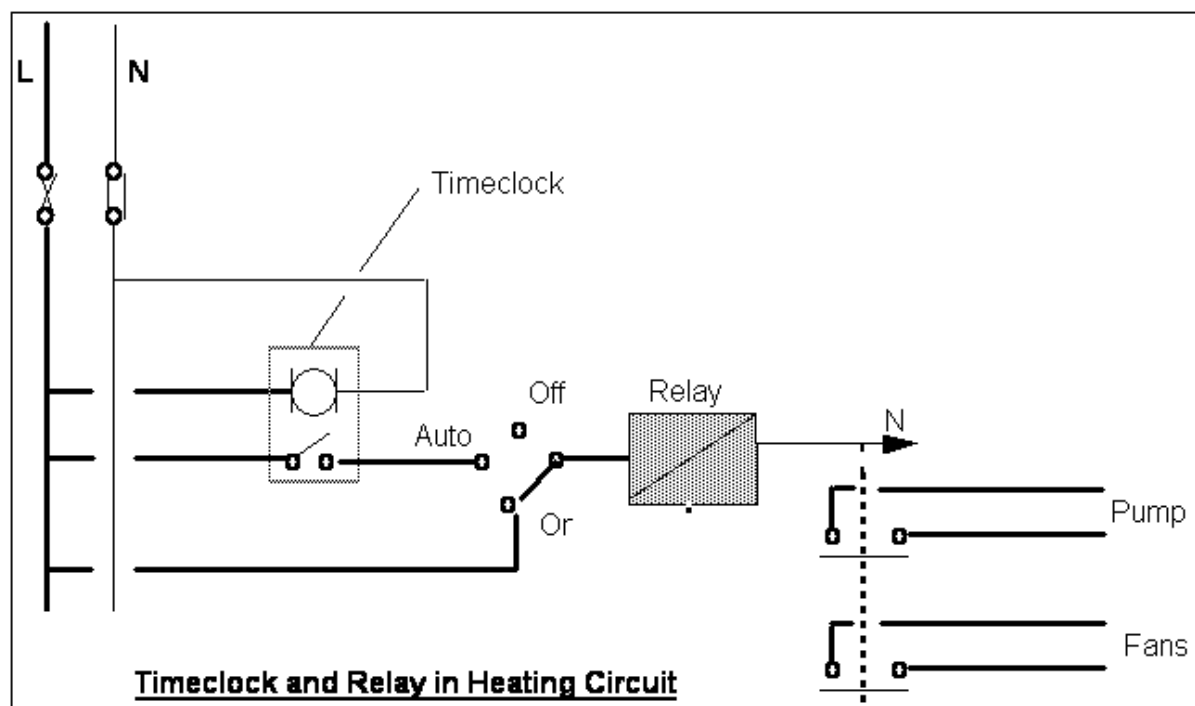 L
N
Timeclock
Off
Relay
Auto
N
Or
Pump
Fans
Timeclock and Relay in Heating Circuit